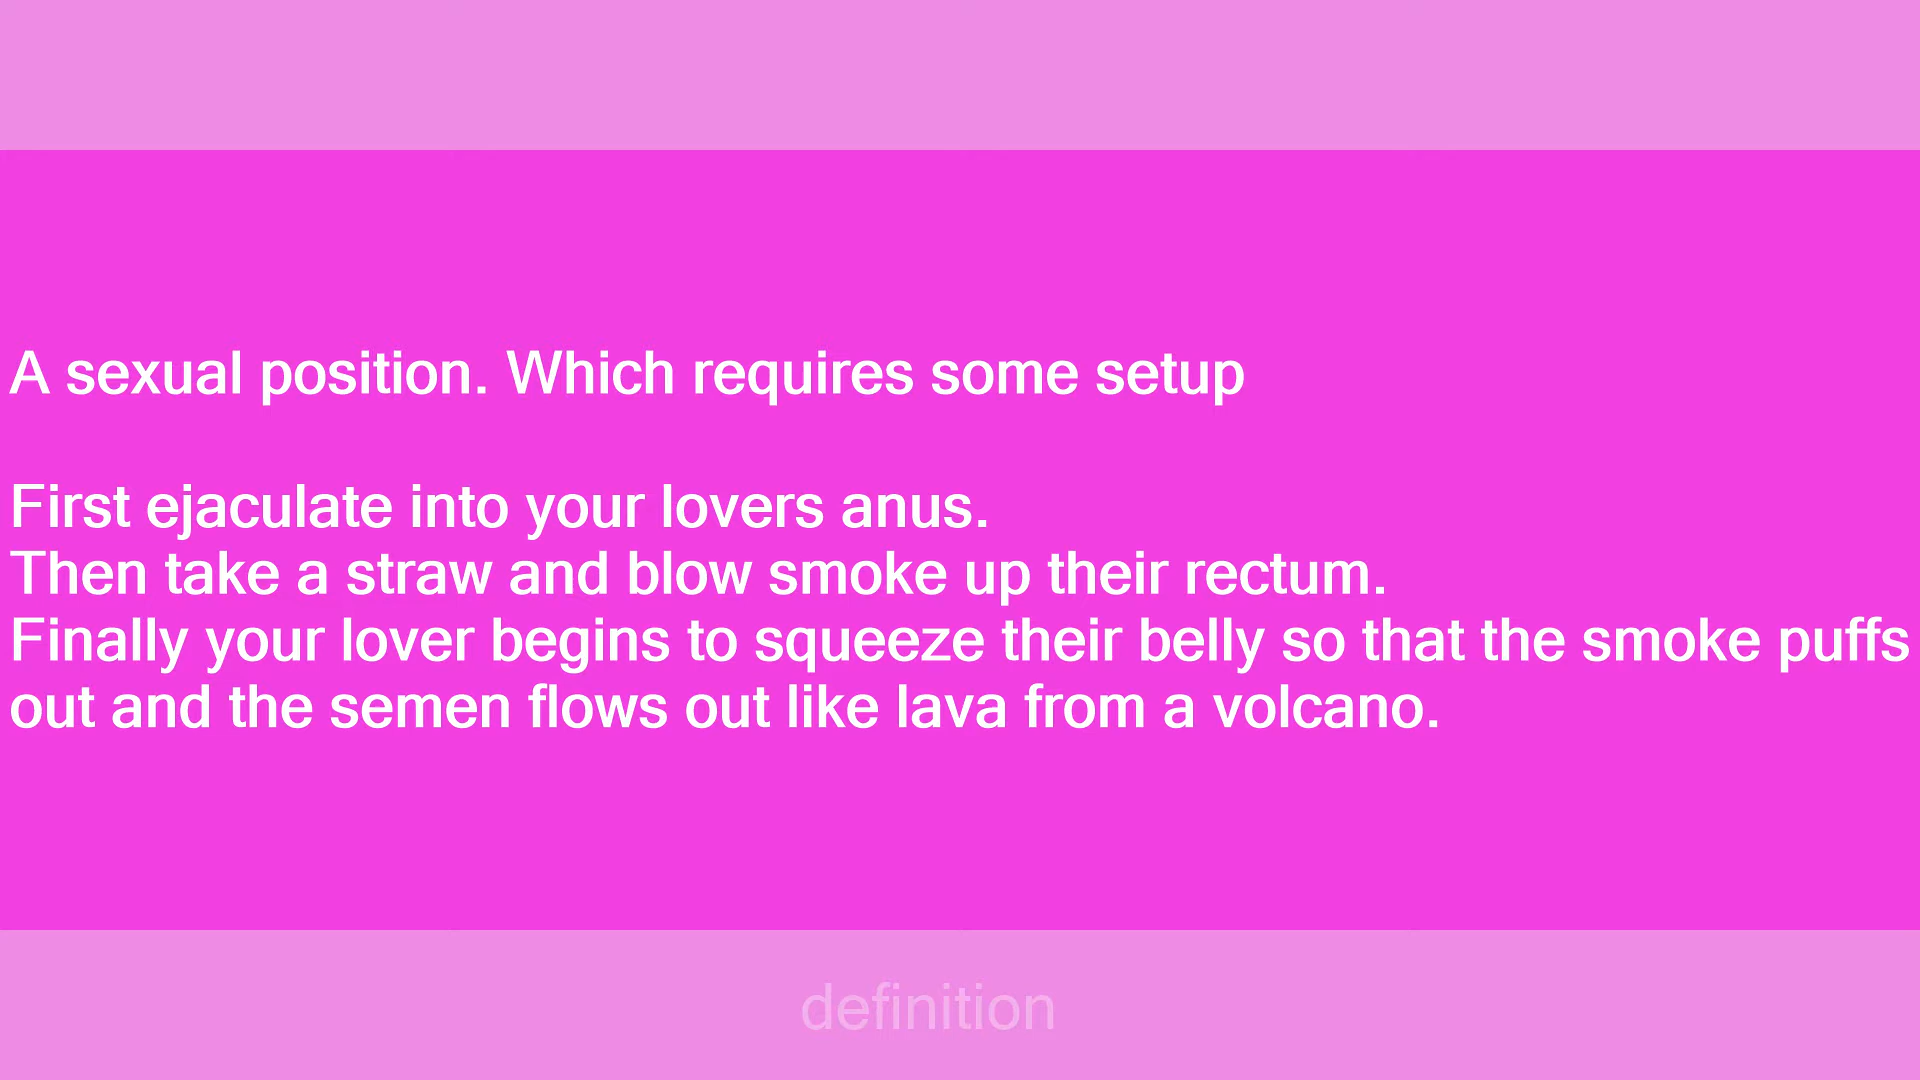 A sexual position. Which requires some setup
First ejaculate into your lovers anus.
Then take a straw and blow smoke up their rectum.
Finally your lover begins to squeeze their belly so that the smoke puffs
out and the semen flows out like lava from a volcano.
definition